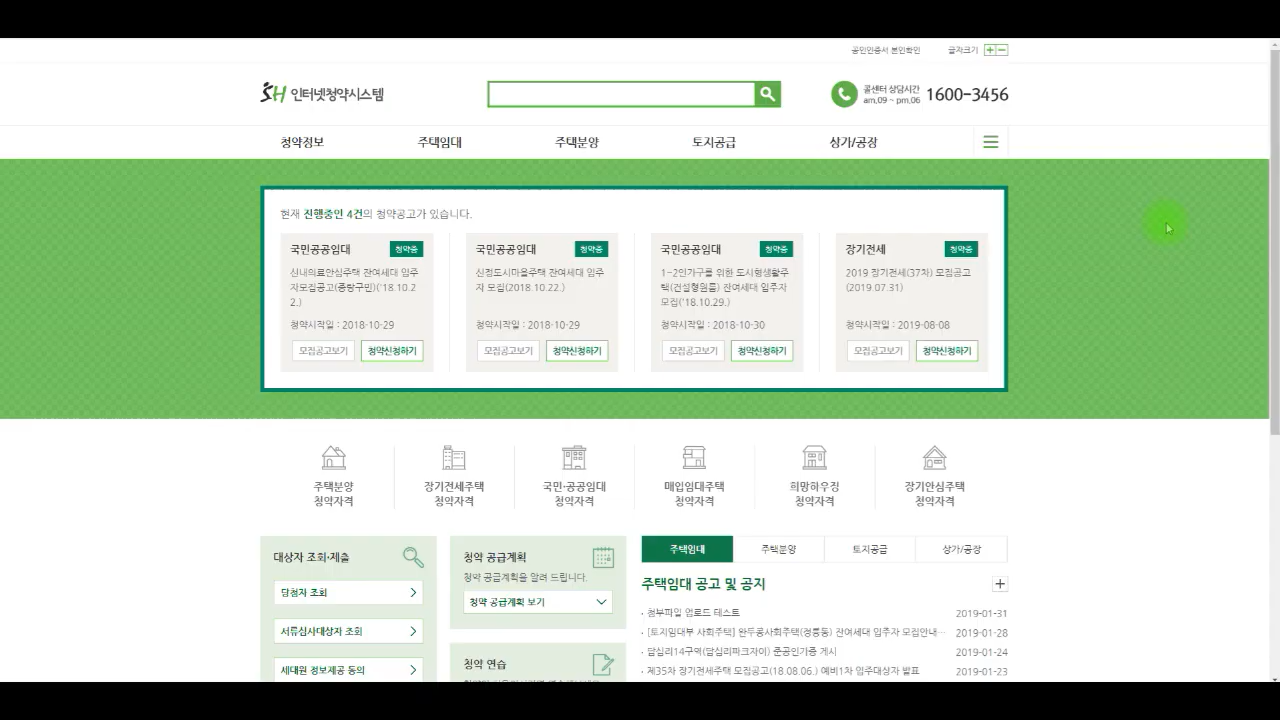 공인인증서 본인확인
글자크기
SH 인터넷청약시스템
콜센터 상담시간
am.09 ~ pm.06
1600-3456
청약정보
주택임대
주택분양
토지공급
상가/공장
현재 진행중인 4건의 청약공고가 있습니다.
국민공공임대
청약중
신내의료안심주택 잔여세대 입주
자모집공고(중랑구민)('18.10.2
2.)
청약시작일 : 2018-10-29
모집공고보기
청약신청하기
국민공공임대
청약중
신정도시마을주택 잔여세대 입주
자 모집(2018.10.22.)
청약시작일 : 2018-10-29
모집공고보기
청약신청하기
국민공공임대
청약중
1~2인가구를 위한 도시형생활주
택(건설형원룸) 잔여세대 입주자
모집('18.10.29.)
청약시작일 : 2018-10-30
모집공고보기
청약신청하기
장기전세
청약중
2019 장기전세(37차) 모집공고
(2019.07.31)
청약시작일 : 2019-08-08
모집공고보기
청약신청하기
주택분양
청약자격
장기전세주택
청약자격
국민·공공임대
청약자격
매입임대주택
청약자격
희망하우징
청약자격
장기안심주택
청약자격
대상자 조회·제출
당첨자 조회
서류심사대상자 조회
세대원 정보제공 동의
청약 공급계획
청약 공급계획을 알려 드립니다.
청약 공급계획 보기
청약 연습
주택임대
주택분양
토지공급
상가/공장
주택임대 공고 및 공지
· 첨부파일 업로드 테스트 2019-01-31
· [토지임대부 사회주택] 완두콩사회주택(정릉동) 잔여세대 입주자 모집안내··· 2019-01-28
· 답십리14구역(답십리파크자이) 준공인가증 게시 2019-01-24
· 제35차 장기전세주택 모집공고(18.08.06.) 예비1차 입주대상자 발표 2019-01-23